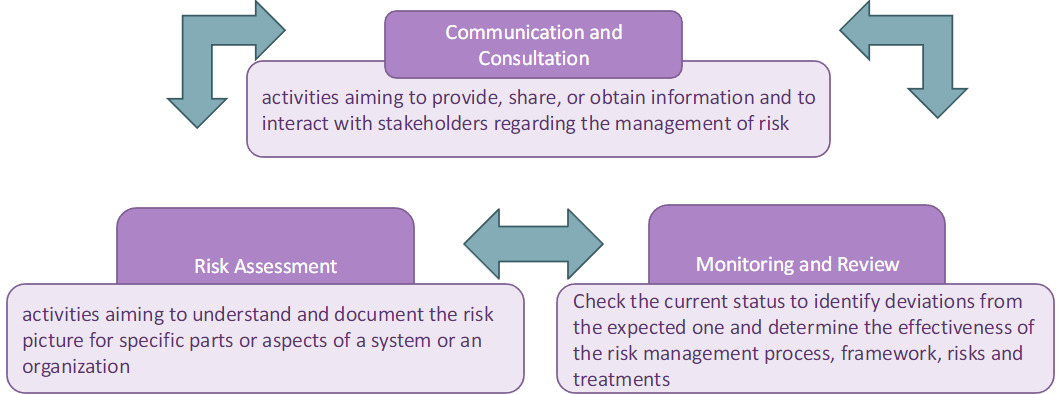 Communication and
Consultation
activities aiming to provide, share, or obtain information and to
interact with stakeholders regarding the management of risk
Risk Assessment
activities aiming to understand and document the risk
picture for specific parts or aspects of a system or an
organization
Monitoring and Review
Check the current status to identify deviations from
the expected one and determine the effectiveness of
the risk management process, framework, risks and
treatments